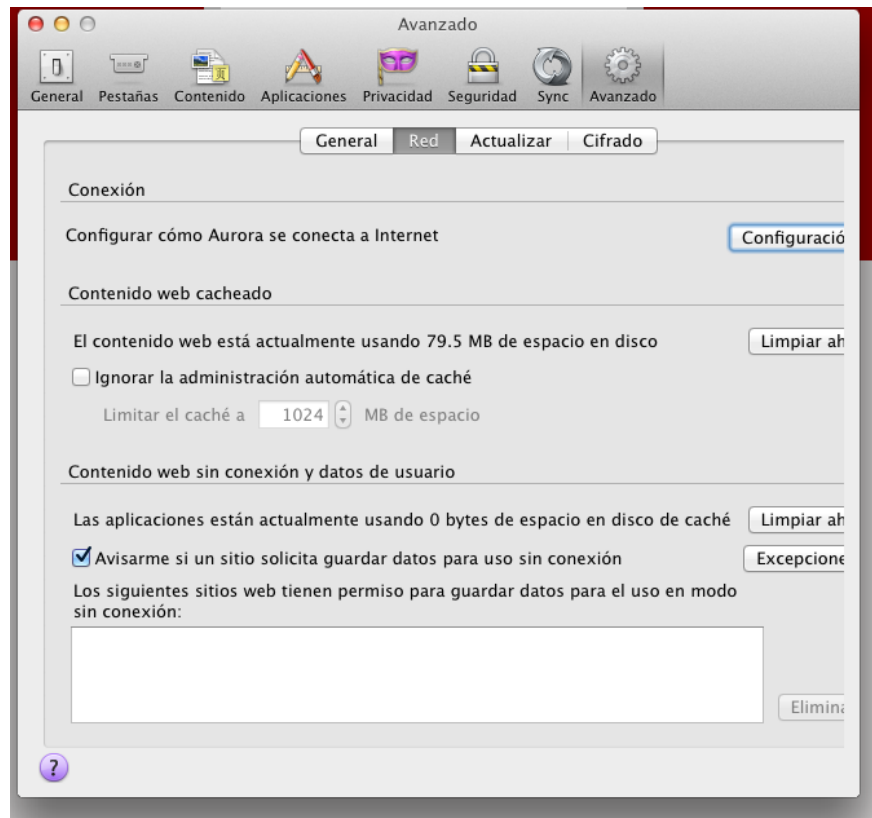 Avanzado
General Pestañas Contenido Aplicaciones Privacidad Seguridad Sync Avanzado
General Red Actualizar Cifrado
Conexión
Configurar cómo Aurora se conecta a Internet Configuració
Contenido web cacheado
El contenido web está actualmente usando 79.5 MB de espacio en disco Limpiar ah
Ignorar la administración automática de caché
Limitar el caché a 1024 MB de espacio
Contenido web sin conexión y datos de usuario
Las aplicaciones están actualmente usando 0 bytes de espacio en disco de caché Limpiar ah
Avisarme si un sitio solicita guardar datos para uso sin conexión Excepcione
Los siguientes sitios web tienen permiso para guardar datos para el uso en modo
sin conexión:
Elimina
?